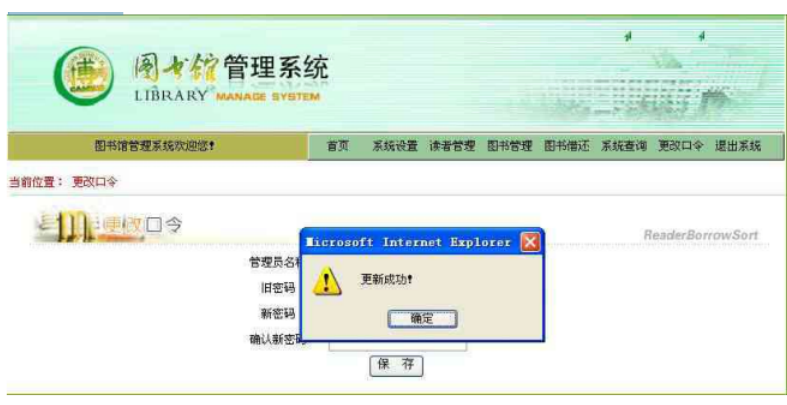 图书馆管理系统
LIBRARY MANAGE SYSTEM
图书馆管理系统欢迎您! 首页 系统设置 读者管理 图书管理 图书借还 系统查询 更改口令 退出系统
当前位置: 更改口令
更改口令
ReaderBorrowSort
Microsoft Internet Explorer
管理员名称
更新成功!
旧密码
新密码
确定
确认新密码
保 存